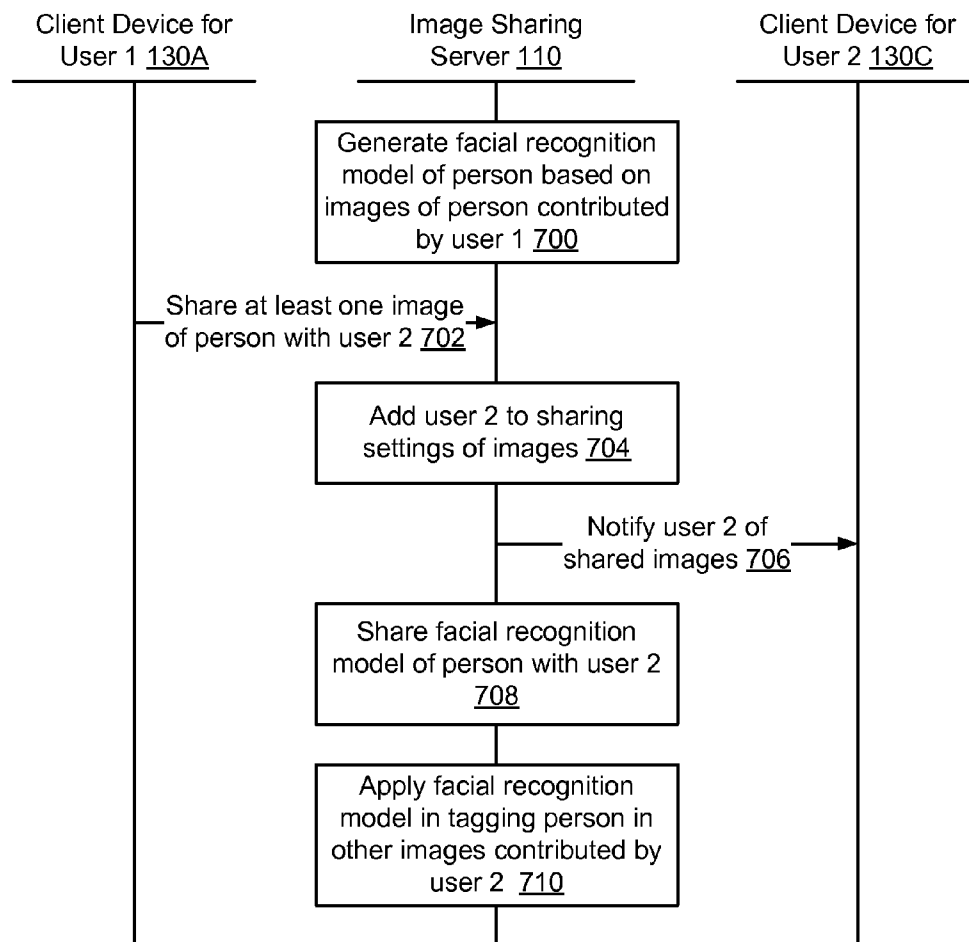 Client Device for
User 1 130A
Image Sharing
Server 110
Client Device for
User 2 130C
Generate facial recognition
model of person based on
images of person contributed
by user 1 700
Share at least one image
of person with user 2 702
Add user 2 to sharing
settings of images 704
Notify user 2 of
shared images 706
Share facial recognition
model of person with user 2
708
Apply facial recognition
model in tagging person in
other images contributed by
user 2 710